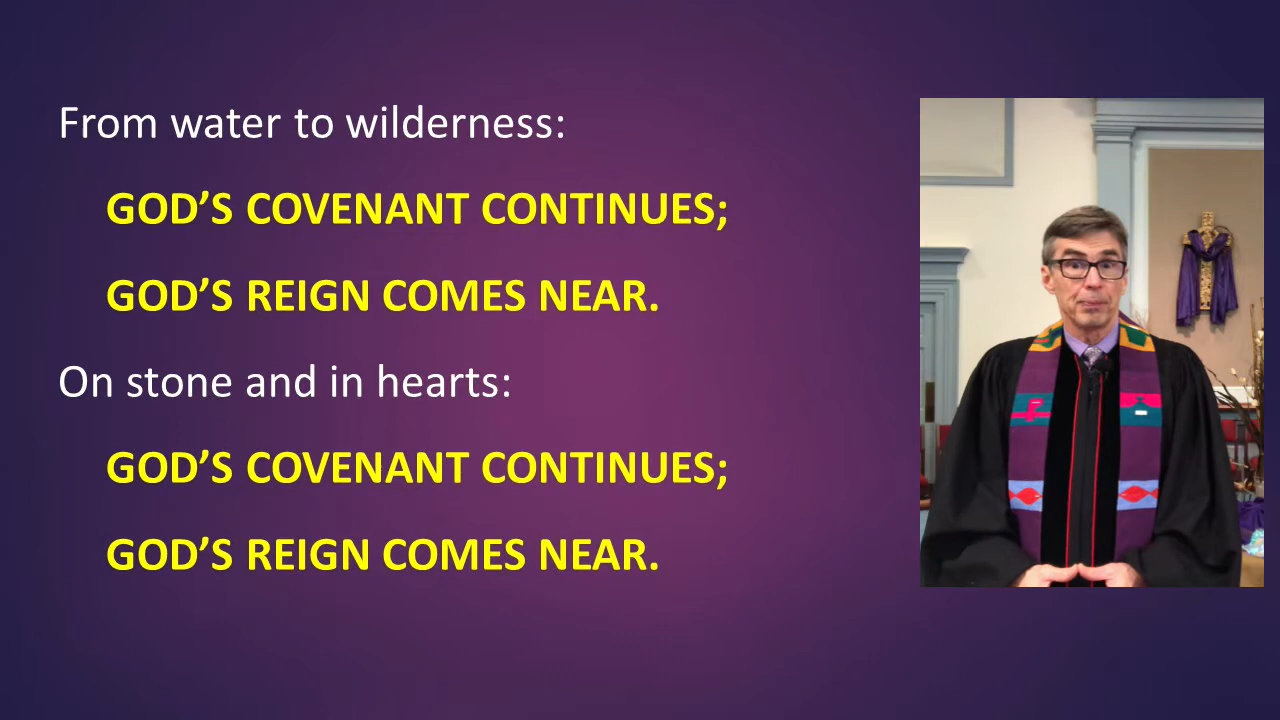 From water to wilderness:
GOD’S COVENANT CONTINUES;
GOD’S REIGN COMES NEAR.
On stone and in hearts:
GOD’S COVENANT CONTINUES;
GOD’S REIGN COMES NEAR.